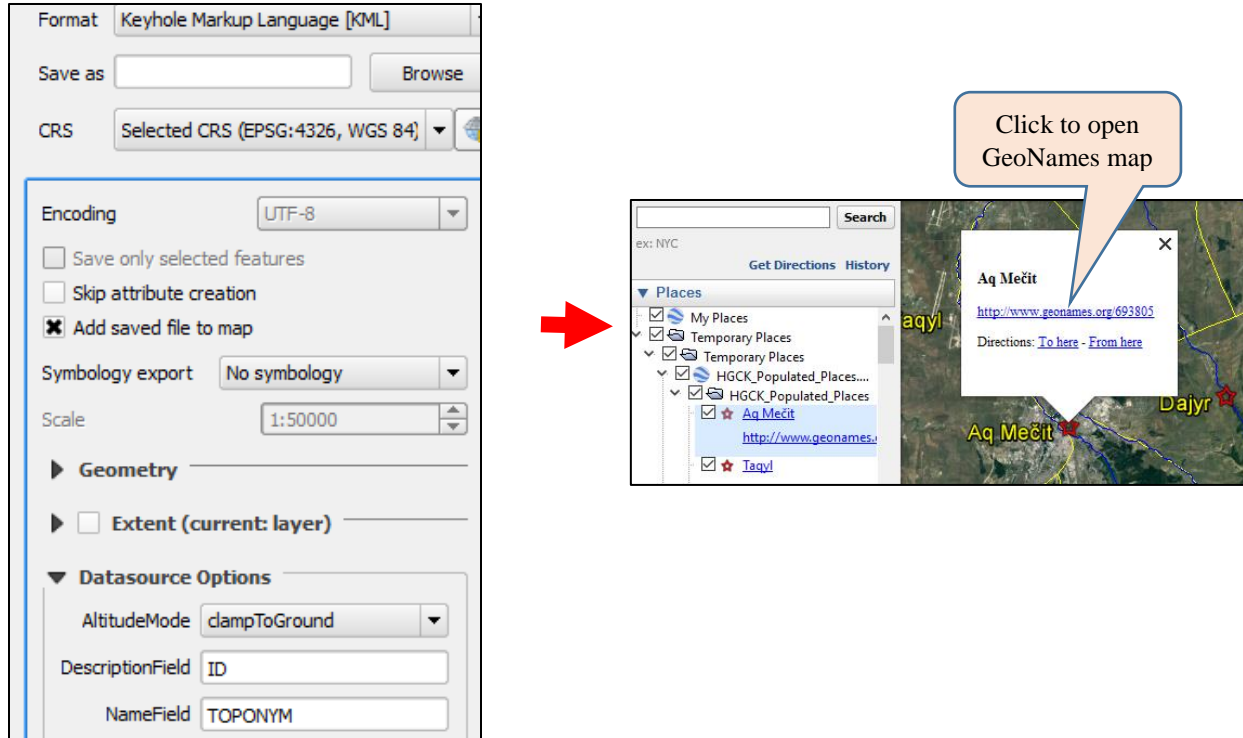 Format Keyhole Markup Language [KML]
Save as Browse
CRS Selected CRS (EPSG:4326, WGS 84)
Encoding UTF-8
Save only selected features
Skip attribute creation
Add saved file to map
Symbology export No symbology
Scale 1:50000
Geometry
Extent (current: layer)
Datasource Options
AltitudeMode clampToGround
DescriptionField ID
NameField TOPONYM
Click to open
GeoNames map
Search
ex: NYC
Get Directions History
Places
My Places
Temporary Places
Temporary Places
HGCK_Populated_Places....
HGCK_Populated_Places
Aq Mečit
http://www.geonames.
Taqyl
aqyl
Aq Mečit
http://www.geonames.org/693805
Directions: To here - From here
Dajyr
Aq Mečit